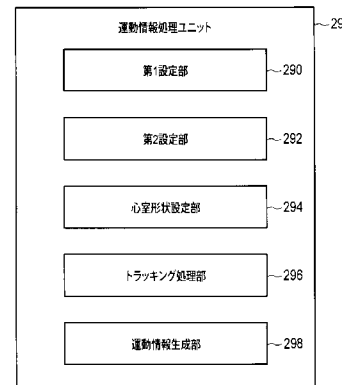 運動情報処理ユニット
29
第1設定部
290
第2設定部
292
心室形状設定部
294
トラッキング処理部
296
運動情報生成部
298